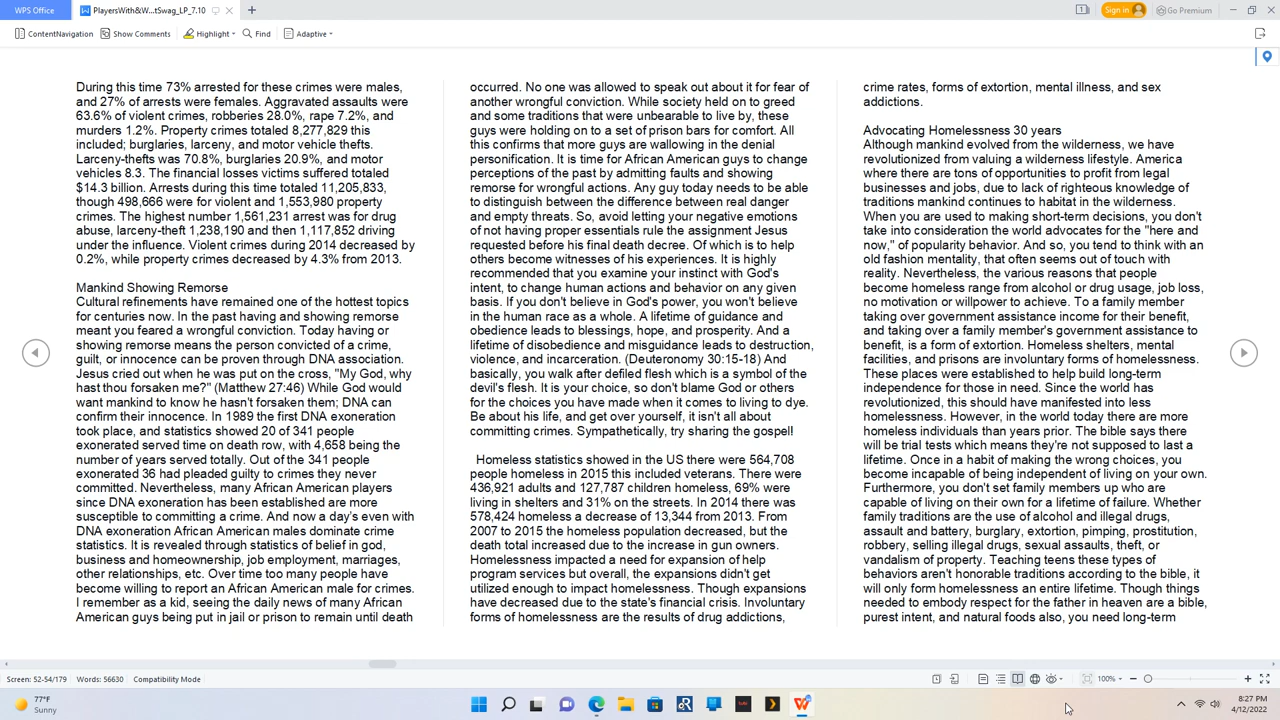 WPS Office
PlayersWith&W...tSwag_LP_7.10
Sign in
Go Premium
ContentNavigation
Show Comments
Highlight
Find
Adaptive
During this time 73% arrested for these crimes were males,
and 27% of arrests were females. Aggravated assaults were
63.6% of violent crimes, robberies 28.0%, rape 7.2%, and
murders 1.2%. Property crimes totaled 8,277,829 this
included; burglaries, larceny, and motor vehicle thefts.
Larceny-thefts was 70.8%, burglaries 20.9%, and motor
vehicles 8.3. The financial losses victims suffered totaled
$14.3 billion. Arrests during this time totaled 11,205,833,
though 498,666 were for violent and 1,553,980 property
crimes. The highest number 1,561,231 arrest was for drug
abuse, larceny-theft 1,238,190 and then 1,117,852 driving
under the influence. Violent crimes during 2014 decreased by
0.2%, while property crimes decreased by 4.3% from 2013.
Mankind Showing Remorse
Cultural refinements have remained one of the hottest topics
for centuries now. In the past having and showing remorse
meant you feared a wrongful conviction. Today having or
showing remorse means the person convicted of a crime,
guilt, or innocence can be proven through DNA association.
Jesus cried out when he was put on the cross, "My God, why
hast thou forsaken me?" (Matthew 27:46) While God would
want mankind to know he hasn't forsaken them; DNA can
confirm their innocence. In 1989 the first DNA exoneration
took place, and statistics showed 20 of 341 people
exonerated served time on death row, with 4,658 being the
number of years served totally. Out of the 341 people
exonerated 36 had pleaded guilty to crimes they never
committed. Nevertheless, many African American players
since DNA exoneration has been established are more
susceptible to committing a crime. And now a day's even with
DNA exoneration African American males dominate crime
statistics. It is revealed through statistics of belief in god,
business and homeownership, job employment, marriages,
other relationships, etc. Over time too many people have
become willing to report an African American male for crimes.
I remember as a kid, seeing the daily news of many African
American guys being put in jail or prison to remain until death
occurred. No one was allowed to speak out about it for fear of
another wrongful conviction. While society held on to greed
and some traditions that were unbearable to live by, these
guys were holding on to a set of prison bars for comfort. All
this confirms that more guys are wallowing in the denial
personification. It is time for African American guys to change
perceptions of the past by admitting faults and showing
remorse for wrongful actions. Any guy today needs to be able
to distinguish between the difference between real danger
and empty threats. So, avoid letting your negative emotions
of not having proper essentials rule the assignment Jesus
requested before his final death decree. Of which is to help
others become witnesses of his experiences. It is highly
recommended that you examine your instinct with God's
intent, to change human actions and behavior on any given
basis. If you don't believe in God's power, you won't believe
in the human race as a whole. A lifetime of guidance and
obedience leads to blessings, hope, and prosperity. And a
lifetime of disobedience and misguidance leads to destruction,
violence, and incarceration. (Deuteronomy 30:15-18) And
basically, you walk after defiled flesh which is a symbol of the
devil's flesh. It is your choice, so don't blame God or others
for the choices you have made when it comes to living to dye.
Be about his life, and get over yourself, it isn't all about
committing crimes. Sympathetically, try sharing the gospel!
Homeless statistics showed in the US there were 564,708
people homeless in 2015 this included veterans. There were
436,921 adults and 127,787 children homeless, 69% were
living in shelters and 31% on the streets. In 2014 there was
578,424 homeless a decrease of 13,344 from 2013. From
2007 to 2015 the homeless population decreased, but the
death total increased due to the increase in gun owners.
Homelessness impacted a need for expansion of help
program services but overall, the expansions didn't get
utilized enough to impact homelessness. Though expansions
have decreased due to the state's financial crisis. Involuntary
forms of homelessness are the results of drug addictions,
crime rates, forms of extortion, mental illness, and sex
addictions.
Advocating Homelessness 30 years
Although mankind evolved from the wilderness, we have
revolutionized from valuing a wilderness lifestyle. America
where there are tons of opportunities to profit from legal
businesses and jobs, due to lack of righteous knowledge of
traditions mankind continues to habitat in the wilderness.
When you are used to making short-term decisions, you don't
take into consideration the world advocates for the "here and
now," of popularity behavior. And so, you tend to think with an
old fashion mentality, that often seems out of touch with
reality. Nevertheless, the various reasons that people
become homeless range from alcohol or drug usage, job loss,
no motivation or willpower to achieve. To a family member
taking over government assistance income for their benefit,
and taking over a family member's government assistance to
benefit, is a form of extortion. Homeless shelters, mental
facilities, and prisons are involuntary forms of homelessness.
These places were established to help build long-term
independence for those in need. Since the world has
revolutionized, this should have manifested into less
homelessness. However, in the world today there are more
homeless individuals than years prior. The bible says there
will be trial tests which means they're not supposed to last a
lifetime. Once in a habit of making the wrong choices, you
become incapable of being independent of living on your own.
Furthermore, you don't set family members up who are
capable of living on their own for a lifetime of failure. Whether
family traditions are the use of alcohol and illegal drugs,
assault and battery, burglary, extortion, pimping, prostitution,
robbery, selling illegal drugs, sexual assaults, theft, or
vandalism of property. Teaching teens these types of
behaviors aren't honorable traditions according to the bible, it
will only form homelessness an entire lifetime. Though things
needed to embody respect for the father in heaven are a bible,
purest intent, and natural foods also, you need long-term
Screen: 52-54/179
Words: 56630
Compatibility Mode
100%
77°F
Sunny
5:27 PM
4/12/2022